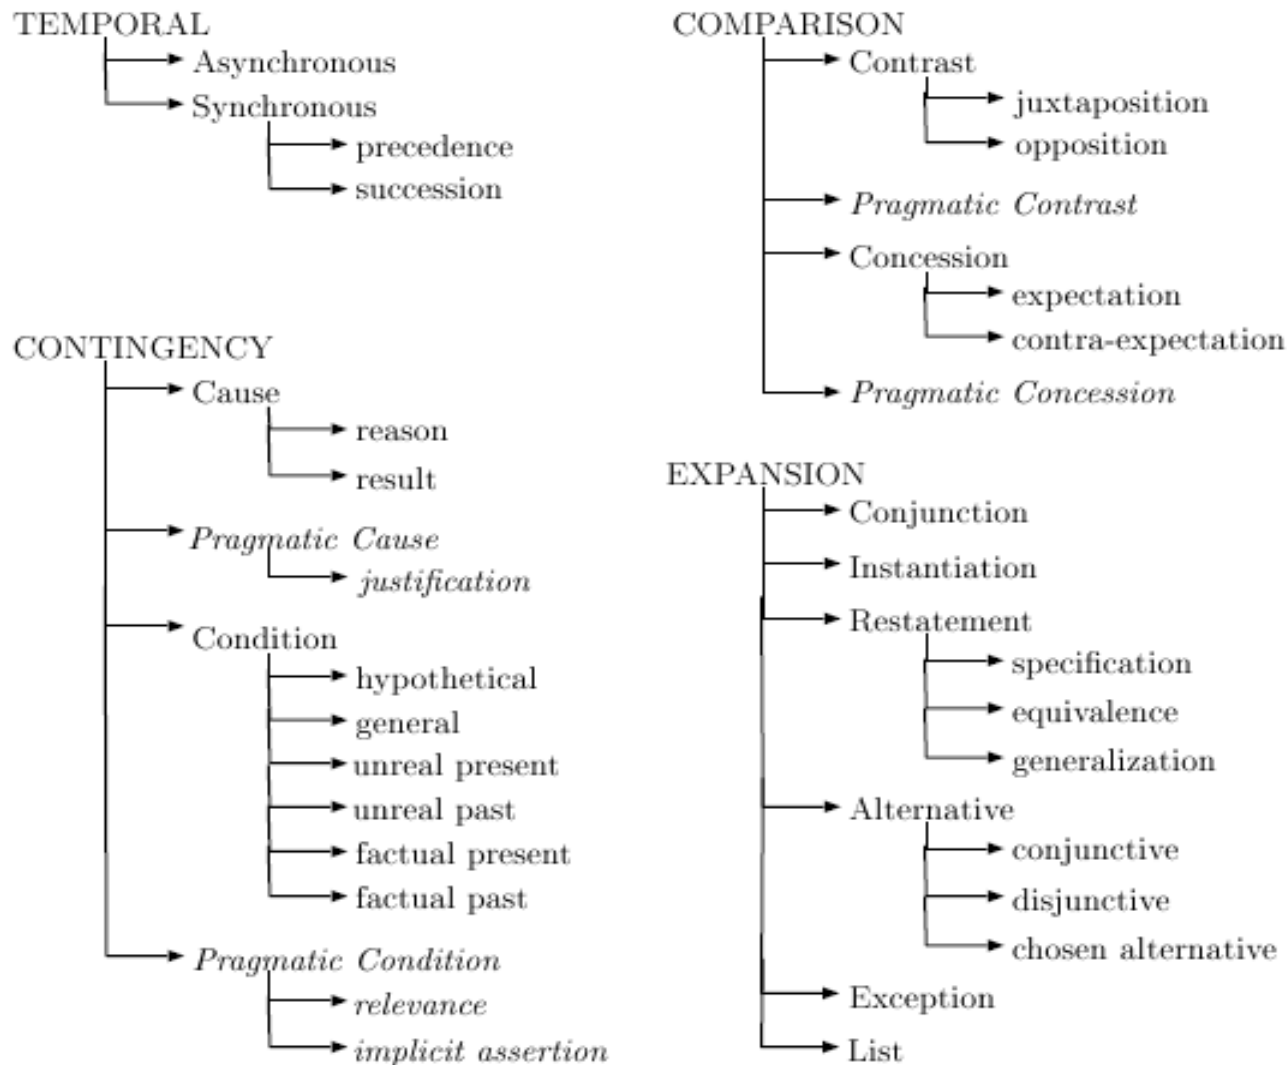 TEMPORAL
Asynchronous
Synchronous
precedence
succession
CONTINGENCY
Cause
reason
result
Pragmatic Cause
justification
Condition
hypothetical
general
unreal present
unreal past
factual present
factual past
Pragmatic Condition
relevance
implicit assertion
COMPARISON
Contrast
juxtaposition
opposition
Pragmatic Contrast
Concession
expectation
contra-expectation
Pragmatic Concession
EXPANSION
Conjunction
Instantiation
Restatement
specification
equivalence
generalization
Alternative
conjunctive
disjunctive
chosen alternative
Exception
List